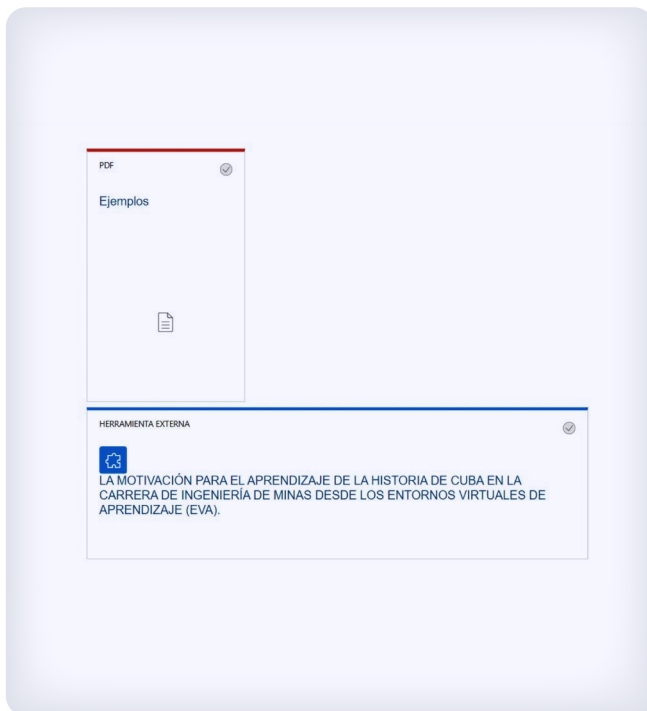 PDF
Ejemplos
HERRAMIENTA EXTERNA
LA MOTIVACIÓN PARA EL APRENDIZAJE DE LA HISTORIA DE CUBA EN LA
CARRERA DE INGENIERÍA DE MINAS DESDE LOS ENTORNOS VIRTUALES DE
APRENDIZAJE (EVA).